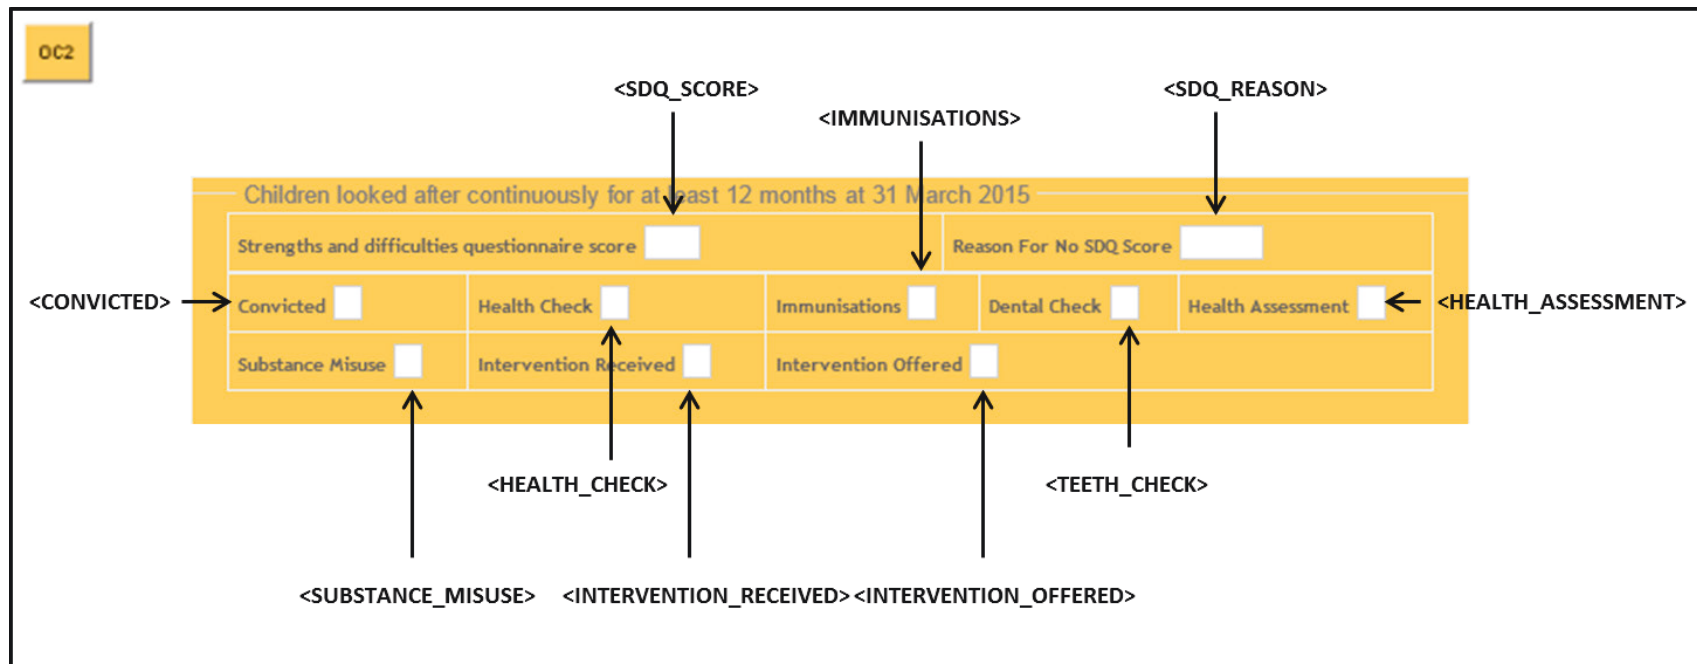 OC2
<SDQ_SCORE>
<SDQ_REASON>
<IMMUNISATIONS>
Children looked after continuously for at least 12 months at 31 March 2015
Strengths and difficulties questionnaire score
Reason For No SDQ Score
<CONVICTED>
Convicted
Health Check
Immunisations
Dental Check
Health Assessment
<HEALTH_ASSESSMENT>
Substance Misuse
Intervention Received
Intervention Offered
<HEALTH_CHECK>
<TEETH_CHECK>
<SUBSTANCE_MISUSE>
<INTERVENTION_RECEIVED>
<INTERVENTION_OFFERED>